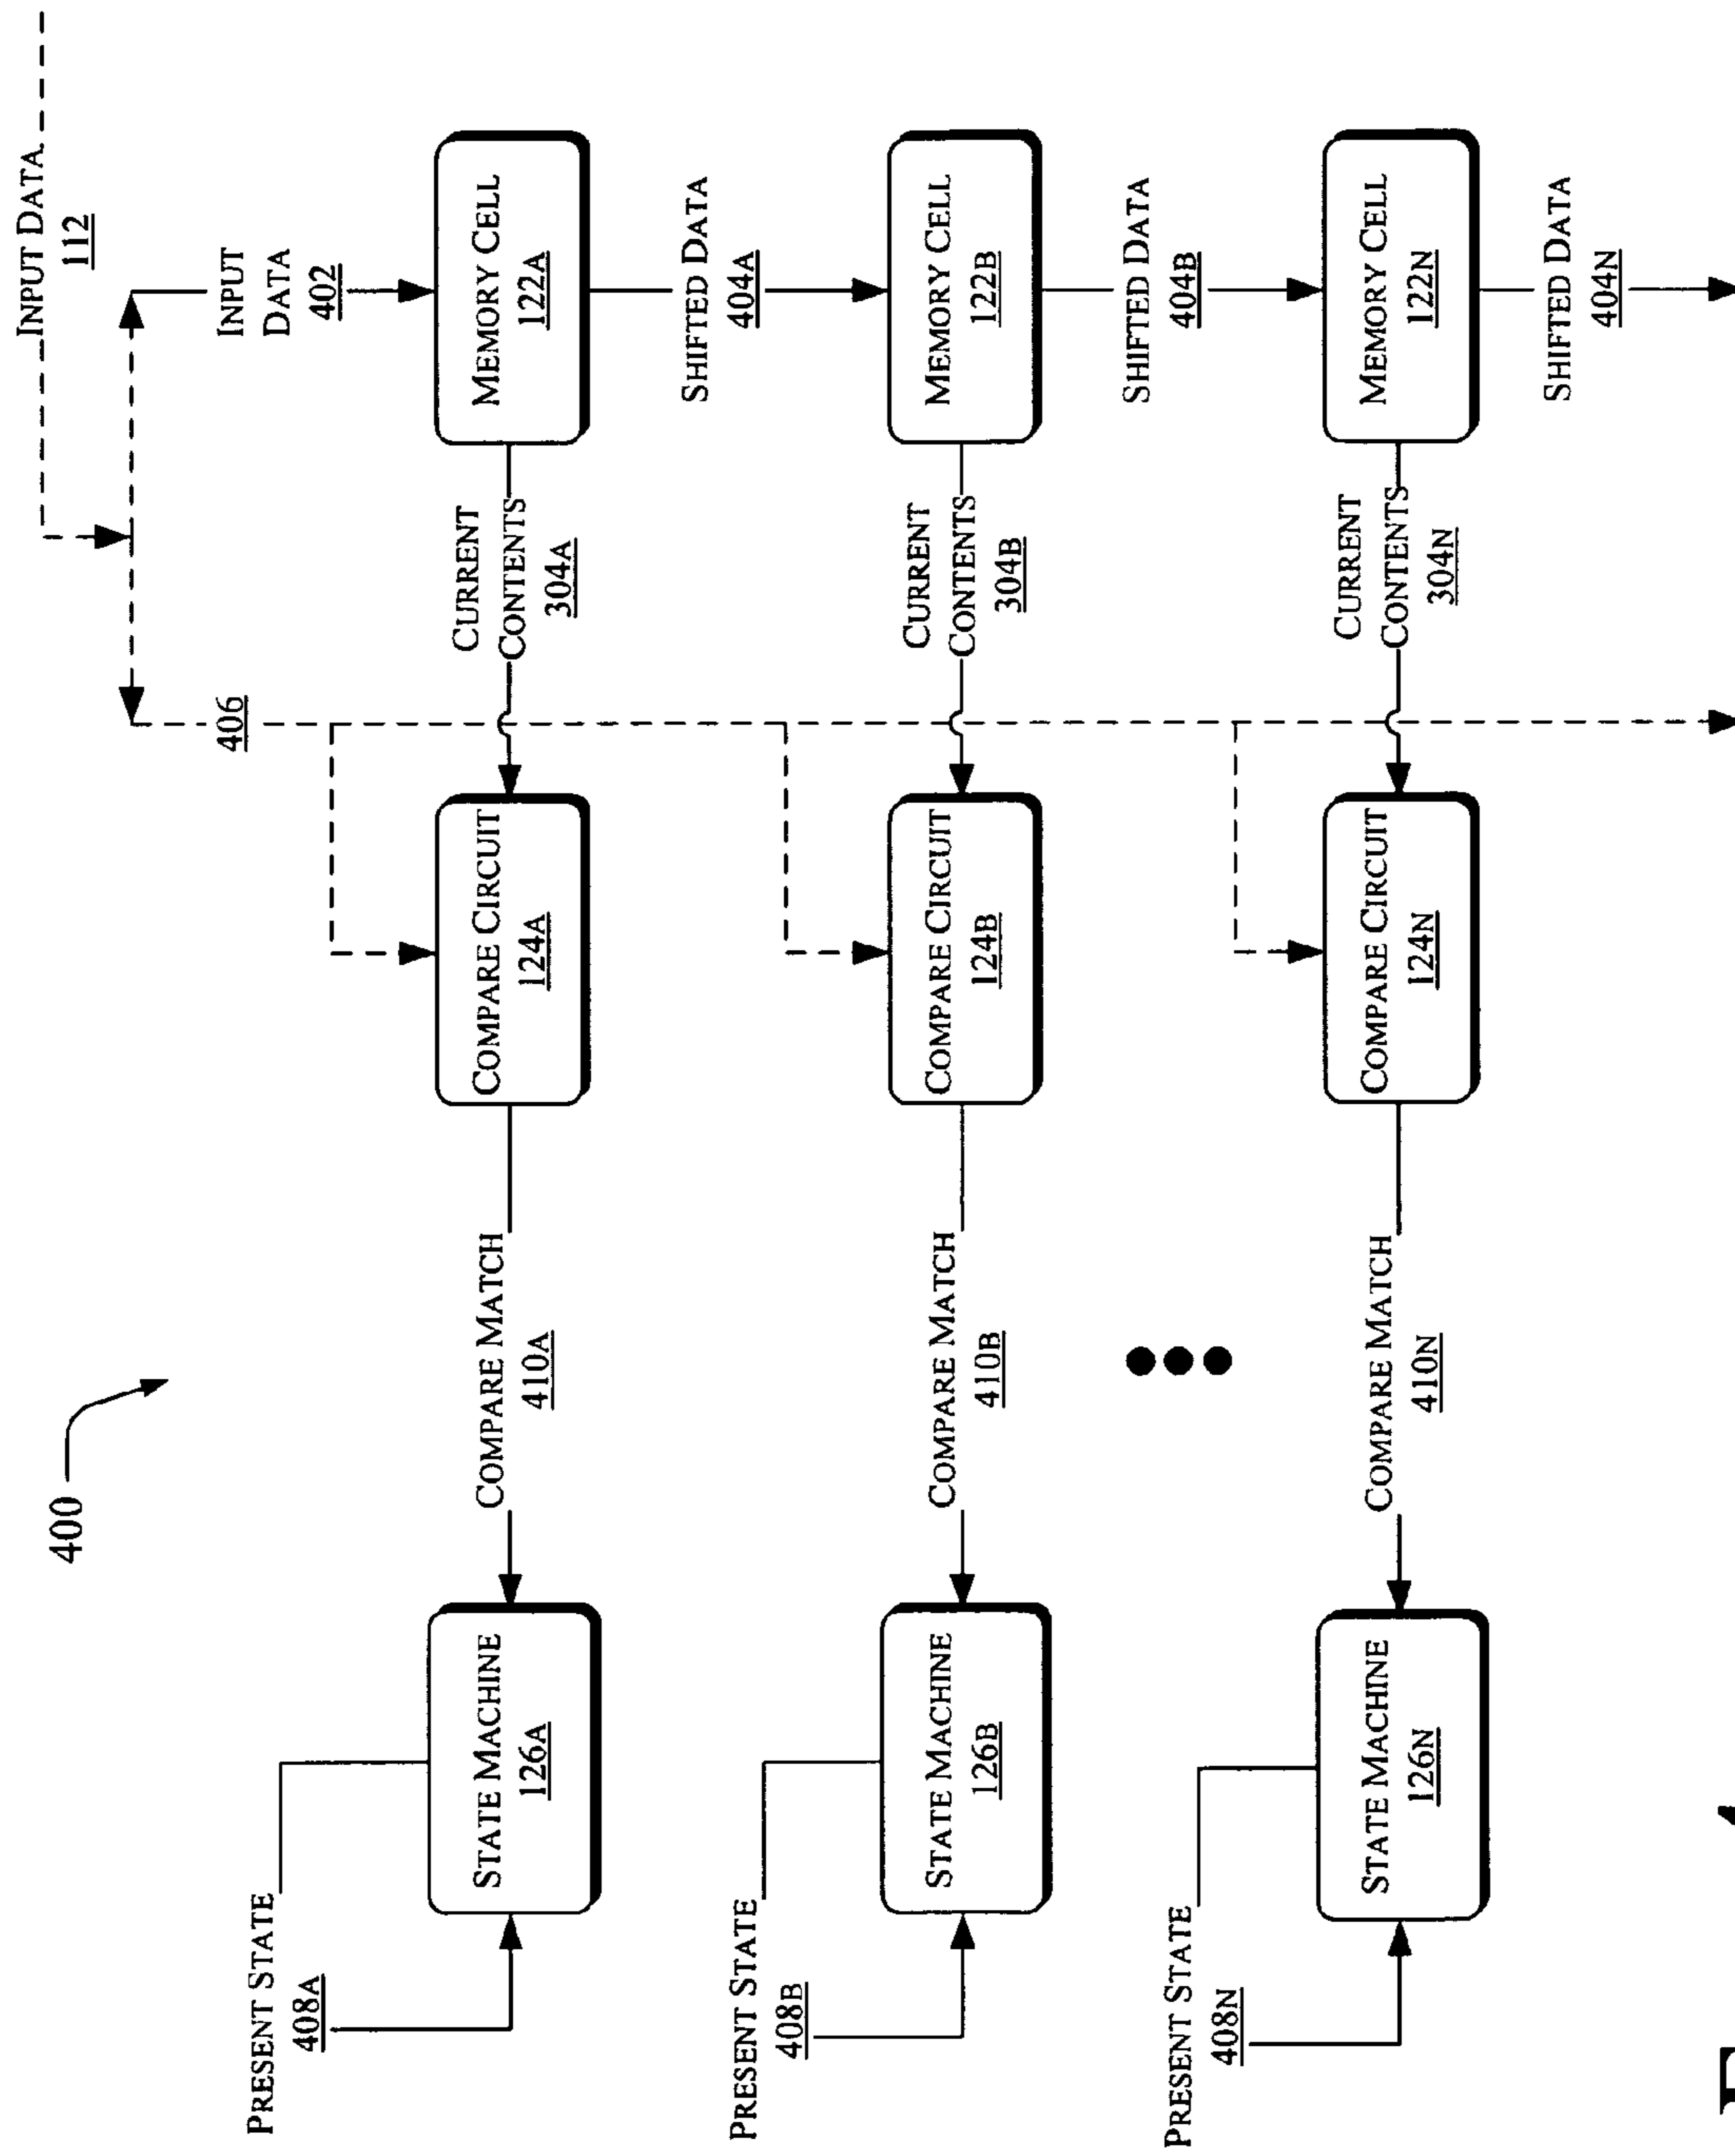 INPUT DATA
112
400
406
INPUT
DATA
402
PRESENT STATE
408A
STATE MACHINE
126A
COMPARE MATCH
410A
COMPARE CIRCUIT
124A
CURRENT
CONTENTS
304A
MEMORY CELL
122A
SHIFTED DATA
404A
PRESENT STATE
408B
STATE MACHINE
126B
COMPARE MATCH
410B
COMPARE CIRCUIT
124B
CURRENT
CONTENTS
304B
MEMORY CELL
122B
SHIFTED DATA
404B
PRESENT STATE
408N
STATE MACHINE
126N
COMPARE MATCH
410N
COMPARE CIRCUIT
124N
CURRENT
CONTENTS
304N
MEMORY CELL
122N
SHIFTED DATA
404N